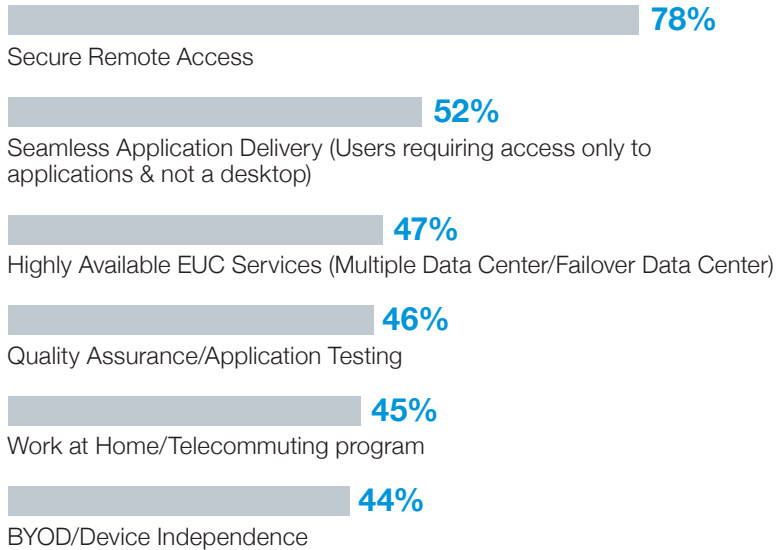 78%
Secure Remote Access
52%
Seamless Application Delivery (Users requiring access only to
applications & not a desktop)
47%
Highly Available EUC Services (Multiple Data Center/Failover Data Center)
46%
Quality Assurance/Application Testing
45%
Work at Home/Telecommuting program
44%
BYOD/Device Independence